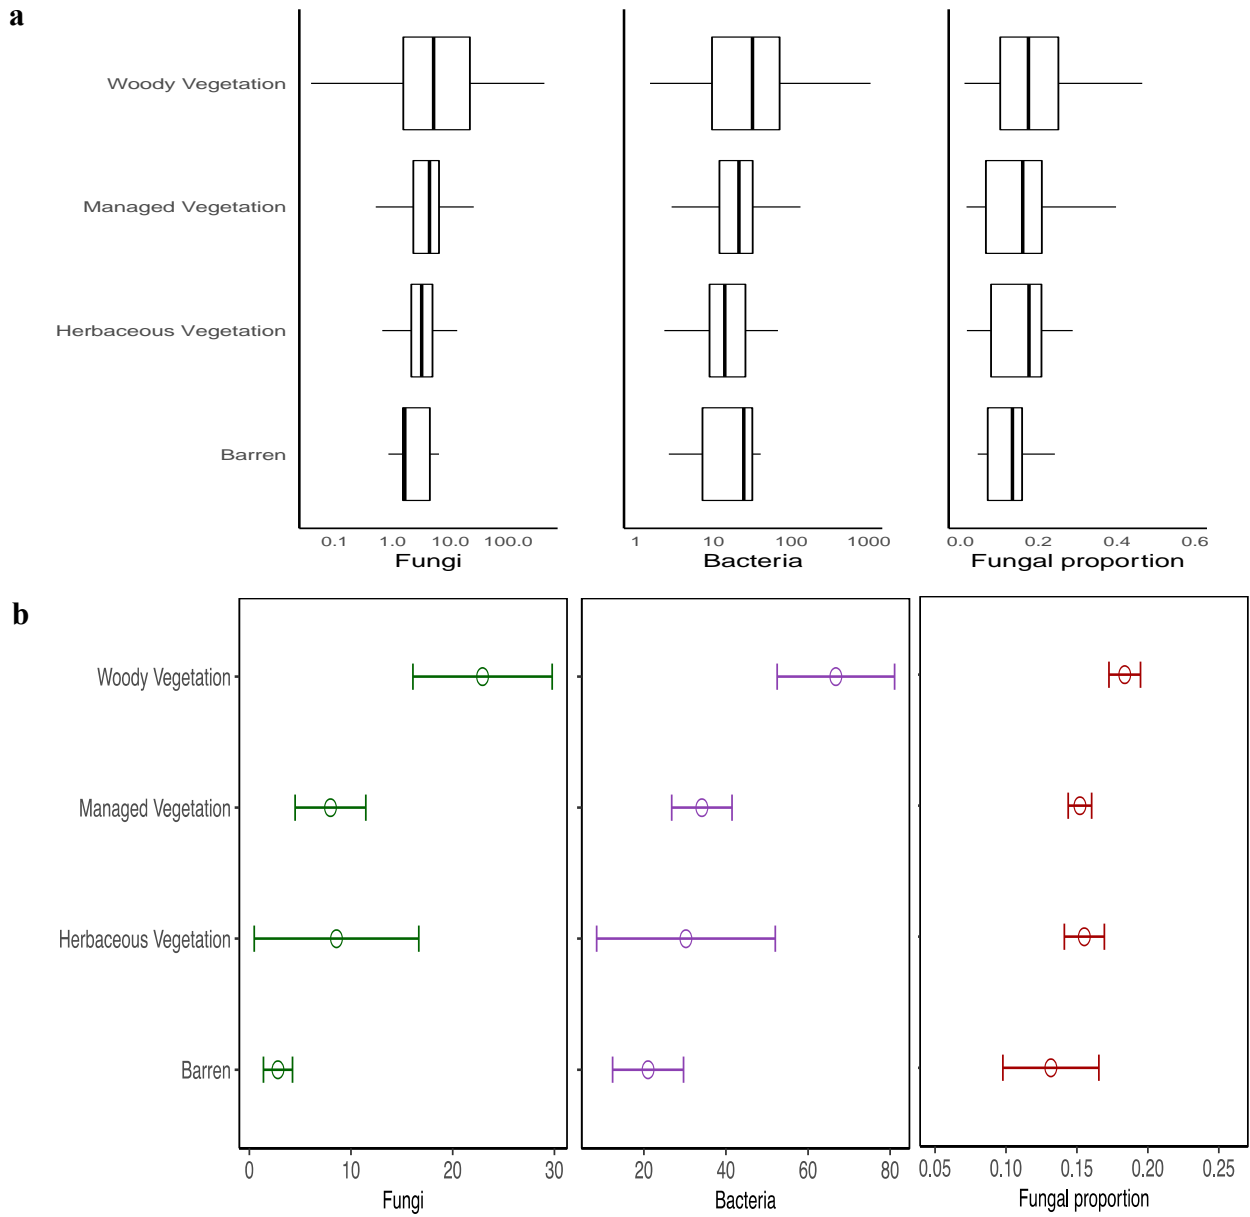 a
Woody Vegetation
Managed Vegetation
Herbaceous Vegetation
Barren
0.1 1.0 10.0 100.0
Fungi
1 10 100 1000
Bacteria
0.0 0.2 0.4 0.6
Fungal proportion
b
Woody Vegetation
Managed Vegetation
Herbaceous Vegetation
Barren
0 10 20 30
Fungi
20 40 60 80
Bacteria
0.05 0.10 0.15 0.20 0.25
Fungal proportion